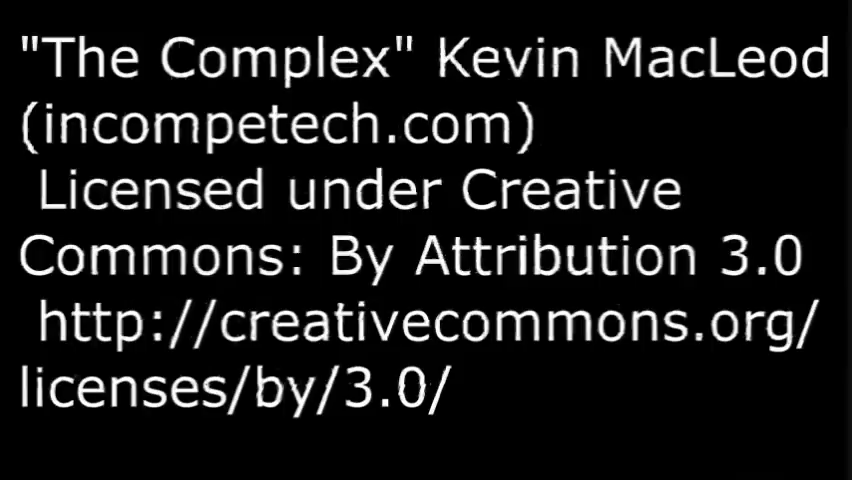 "The Complex" Kevin MacLeod
(incompetech.com)
Licensed under Creative
Commons: By Attribution 3.0
http://creativecommons.org/
licenses/by/3.0/